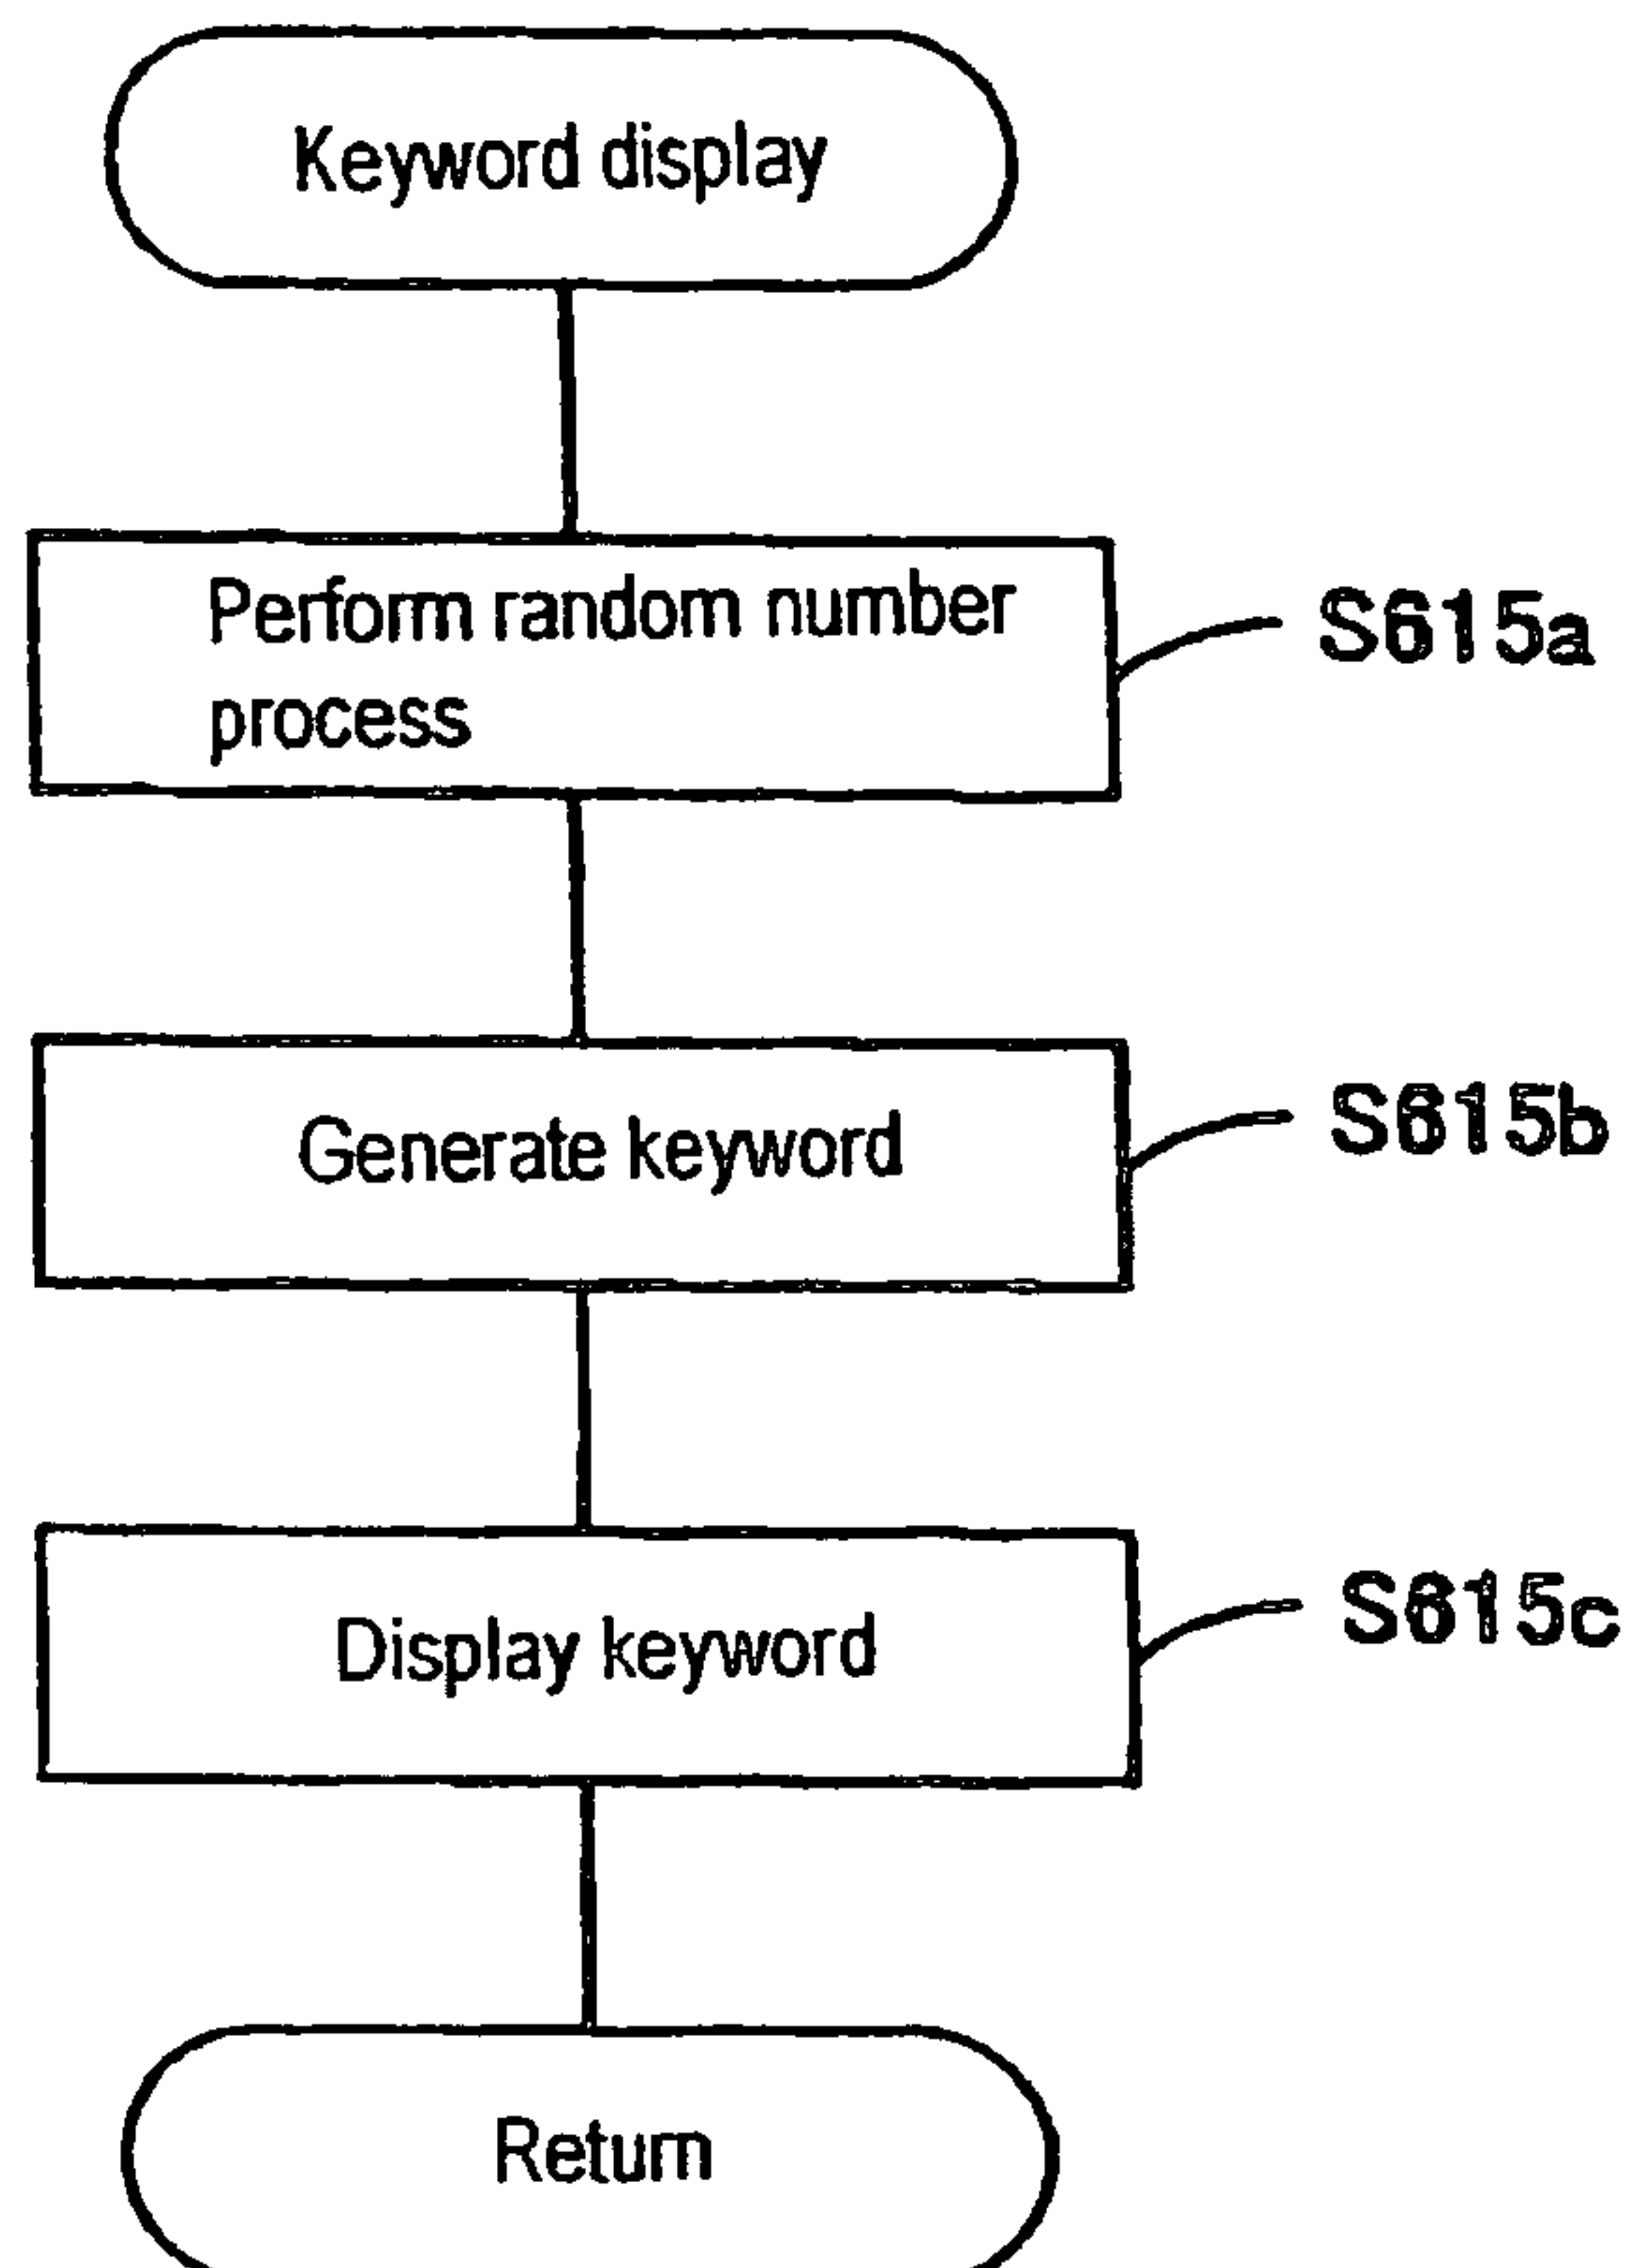 Keyword display
Perform random number
process
S615a
Generate keyword
S615b
Display keyword
S615c
Return